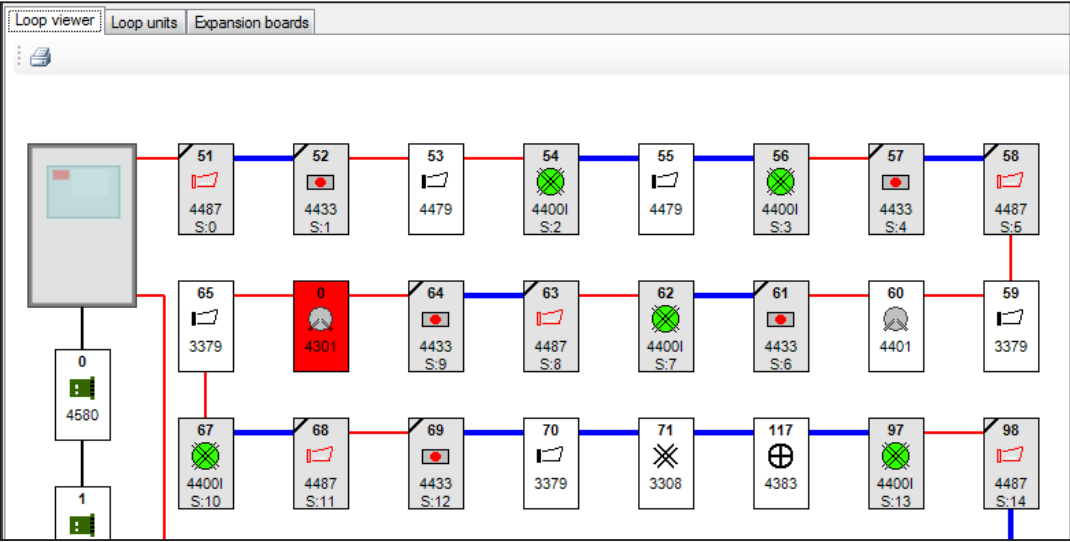 Loop viewer Loop units Expansion boards
51 52 53 54 55 56 57 58
4487 4433 4479 4400I 4479 4400I 4433 4487
S:0 S:1 S:2 S:3 S:4 S:5
65 0 64 63 62 61 60 59
3379 4301 4433 4487 4400I 4433 4401 3379
S:9 S:8 S:7 S:6
0
4580
67 68 69 70 71 117 97 98
4400I 4487 4433 3379 3308 4383 4400I 4487
S:10 S:11 S:12 S:13 S:14
1